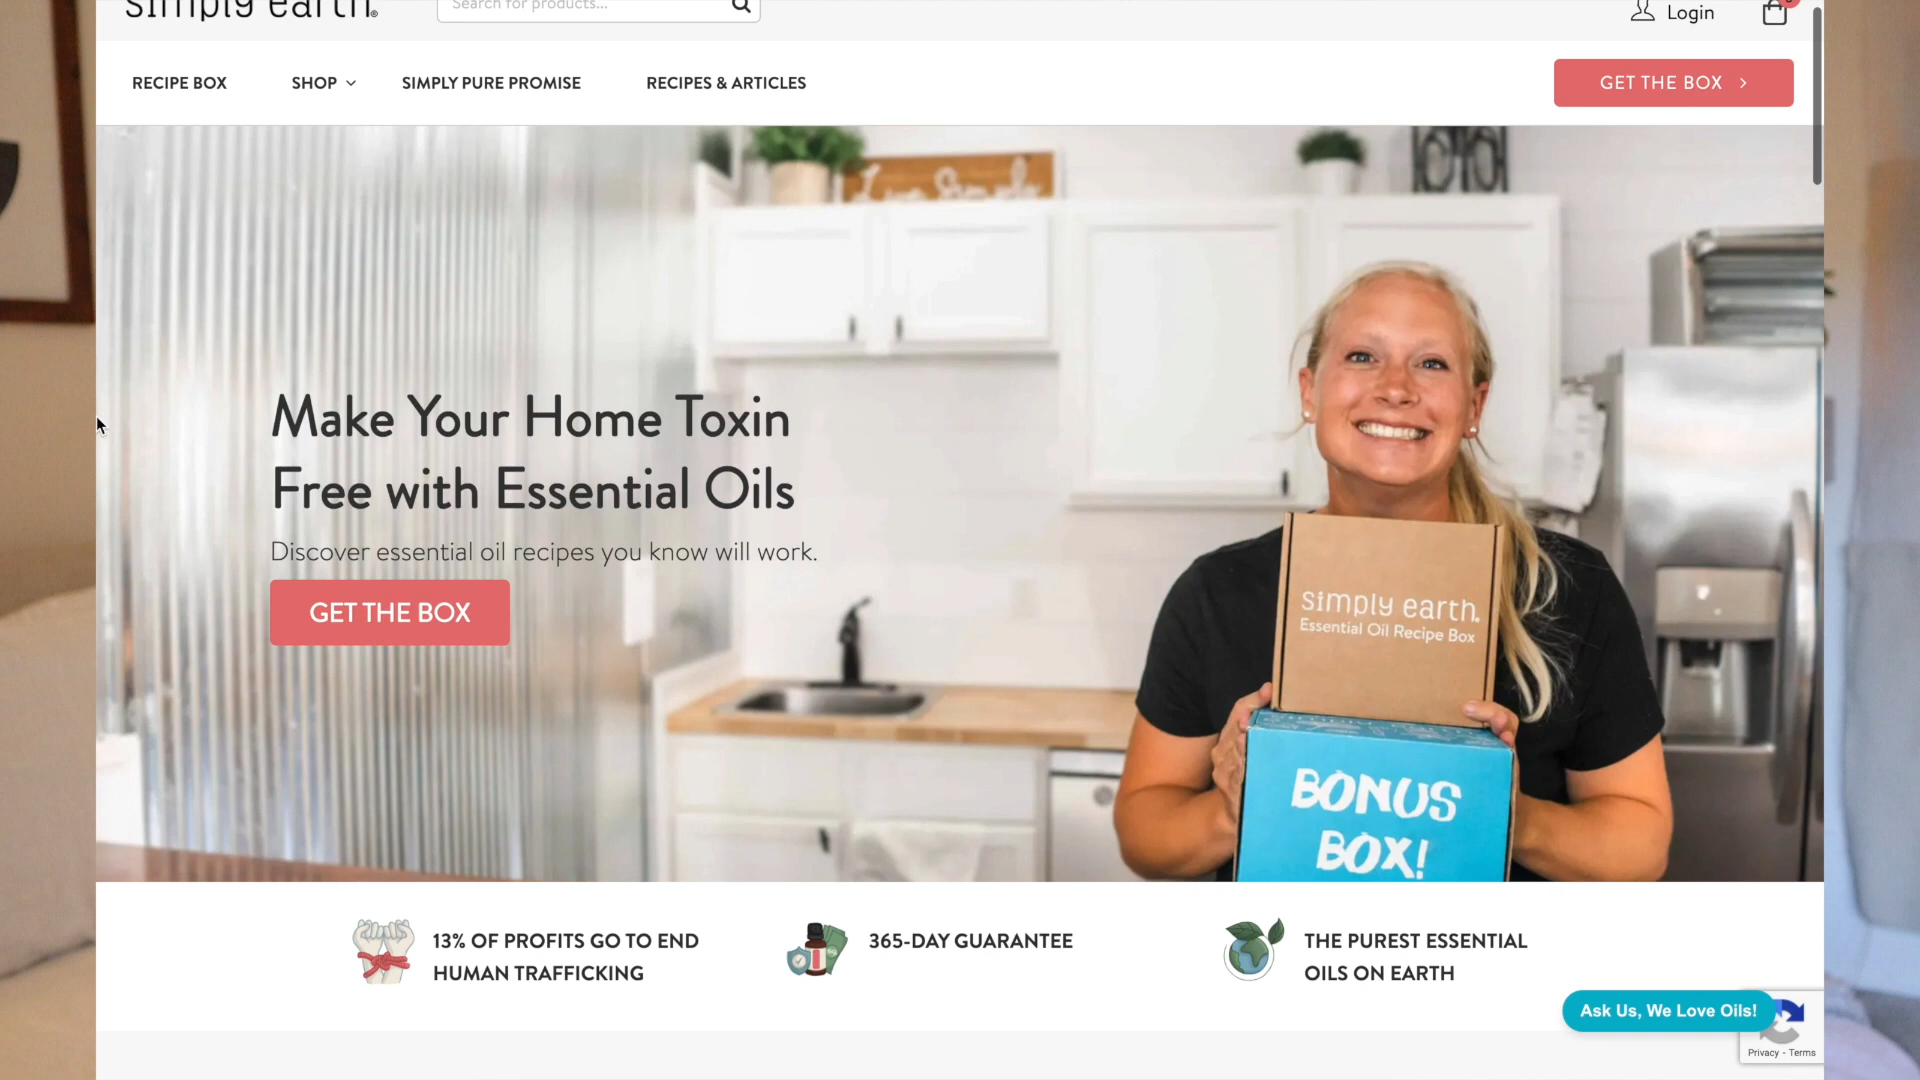 simply earth®
Search for products...
Login
RECIPE BOX
SHOP
SIMPLY PURE PROMISE
RECIPES & ARTICLES
GET THE BOX
Live Simply
Make Your Home Toxin
Free with Essential Oils
Discover essential oil recipes you know will work.
GET THE BOX
simply earth.
Essential Oil Recipe Box
BONUS
BOX!
13% OF PROFITS GO TO END
HUMAN TRAFFICKING
365-DAY GUARANTEE
THE PUREST ESSENTIAL
OILS ON EARTH
Ask Us, We Love Oils!
Privacy - Terms